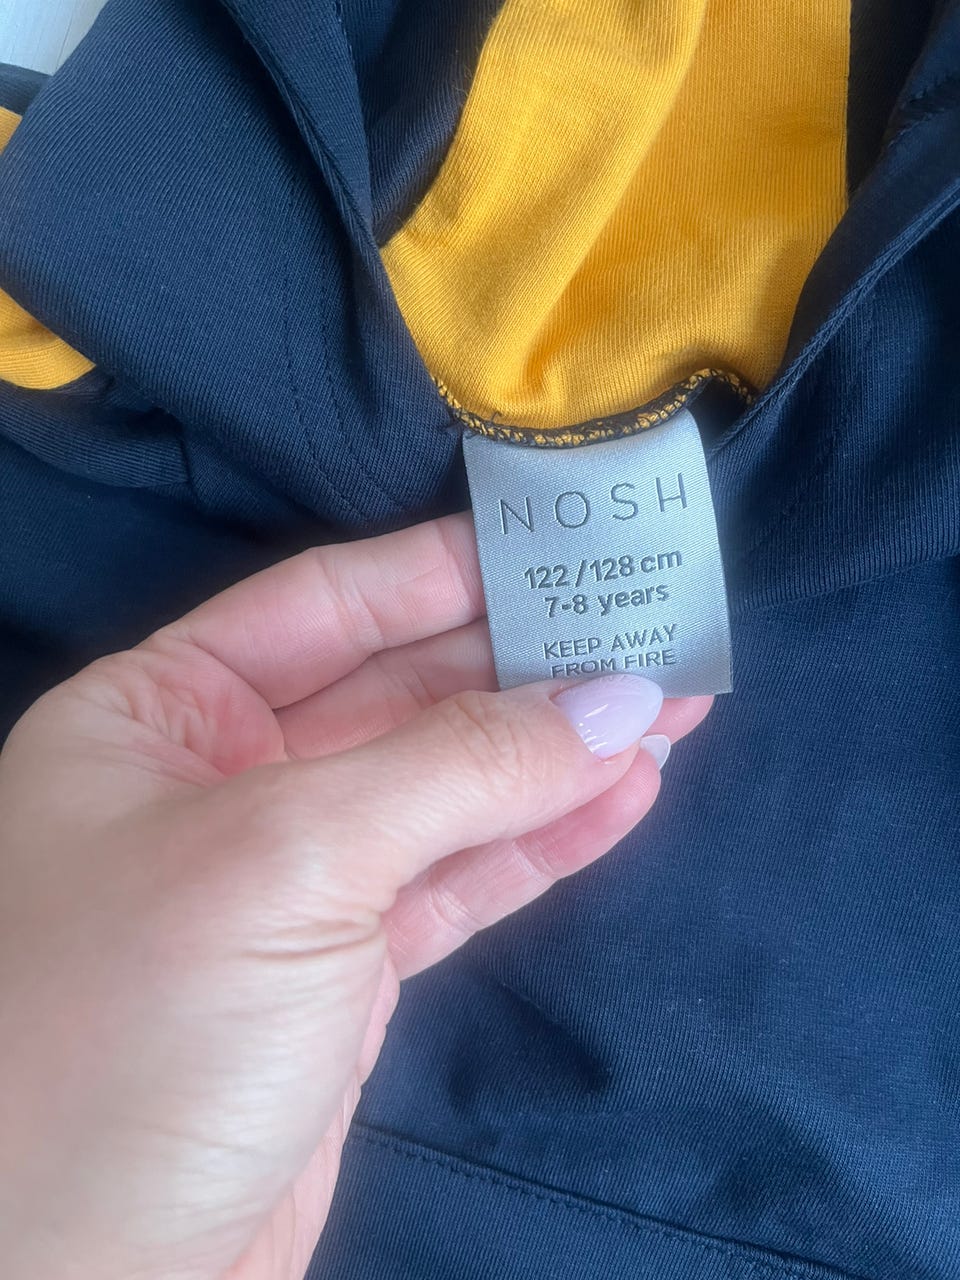 NOSH
122/128 cm
7-8 years
KEEP AWAY
FROM FIRE